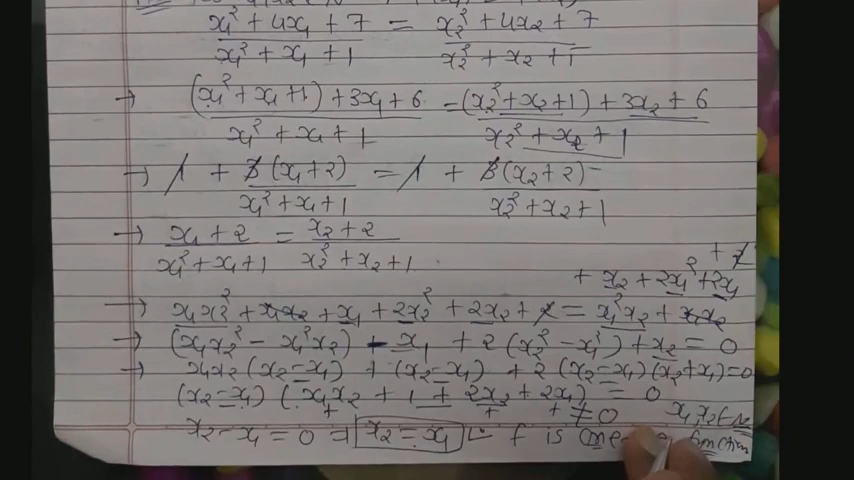 x₁² + 4x₁ + 7 / x₁² + x₁ + 1 = x₂² + 4x₂ + 7 / x₂² + x₂ + 1
→ (x₁² + x₁ + 1) + 3x₁ + 6 / x₁² + x₁ + 1 = (x₂² + x₂ + 1) + 3x₂ + 6 / x₂² + x₂ + 1
→ 1 + 3(x₁ + 2) / x₁² + x₁ + 1 = 1 + 3(x₂ + 2) / x₂² + x₂ + 1
→ x₁ + 2 / x₁² + x₁ + 1 = x₂ + 2 / x₂² + x₂ + 1
+ 2
+ x₂ + 2x₁² + 2x₁
→ x₁x₂² + x₁x₂ + x₁ + 2x₂² + 2x₂ + 2 = x₁²x₂ + x₁x₂
→ (x₁x₂² - x₁²x₂) - x₁ + 2(x₂² - x₁²) + x₂ = 0
→ x₁x₂(x₂ - x₁) + (x₂ - x₁) + 2(x₂ - x₁)(x₂ + x₁) = 0
(x₂ - x₁)(x₁x₂ + 1 + 2x₂ + 2x₁) = 0
+ + + ≠ 0 x₁, x₂ ∈ N
x₂ - x₁ = 0 ⇒ x₂ = x₁ f is function